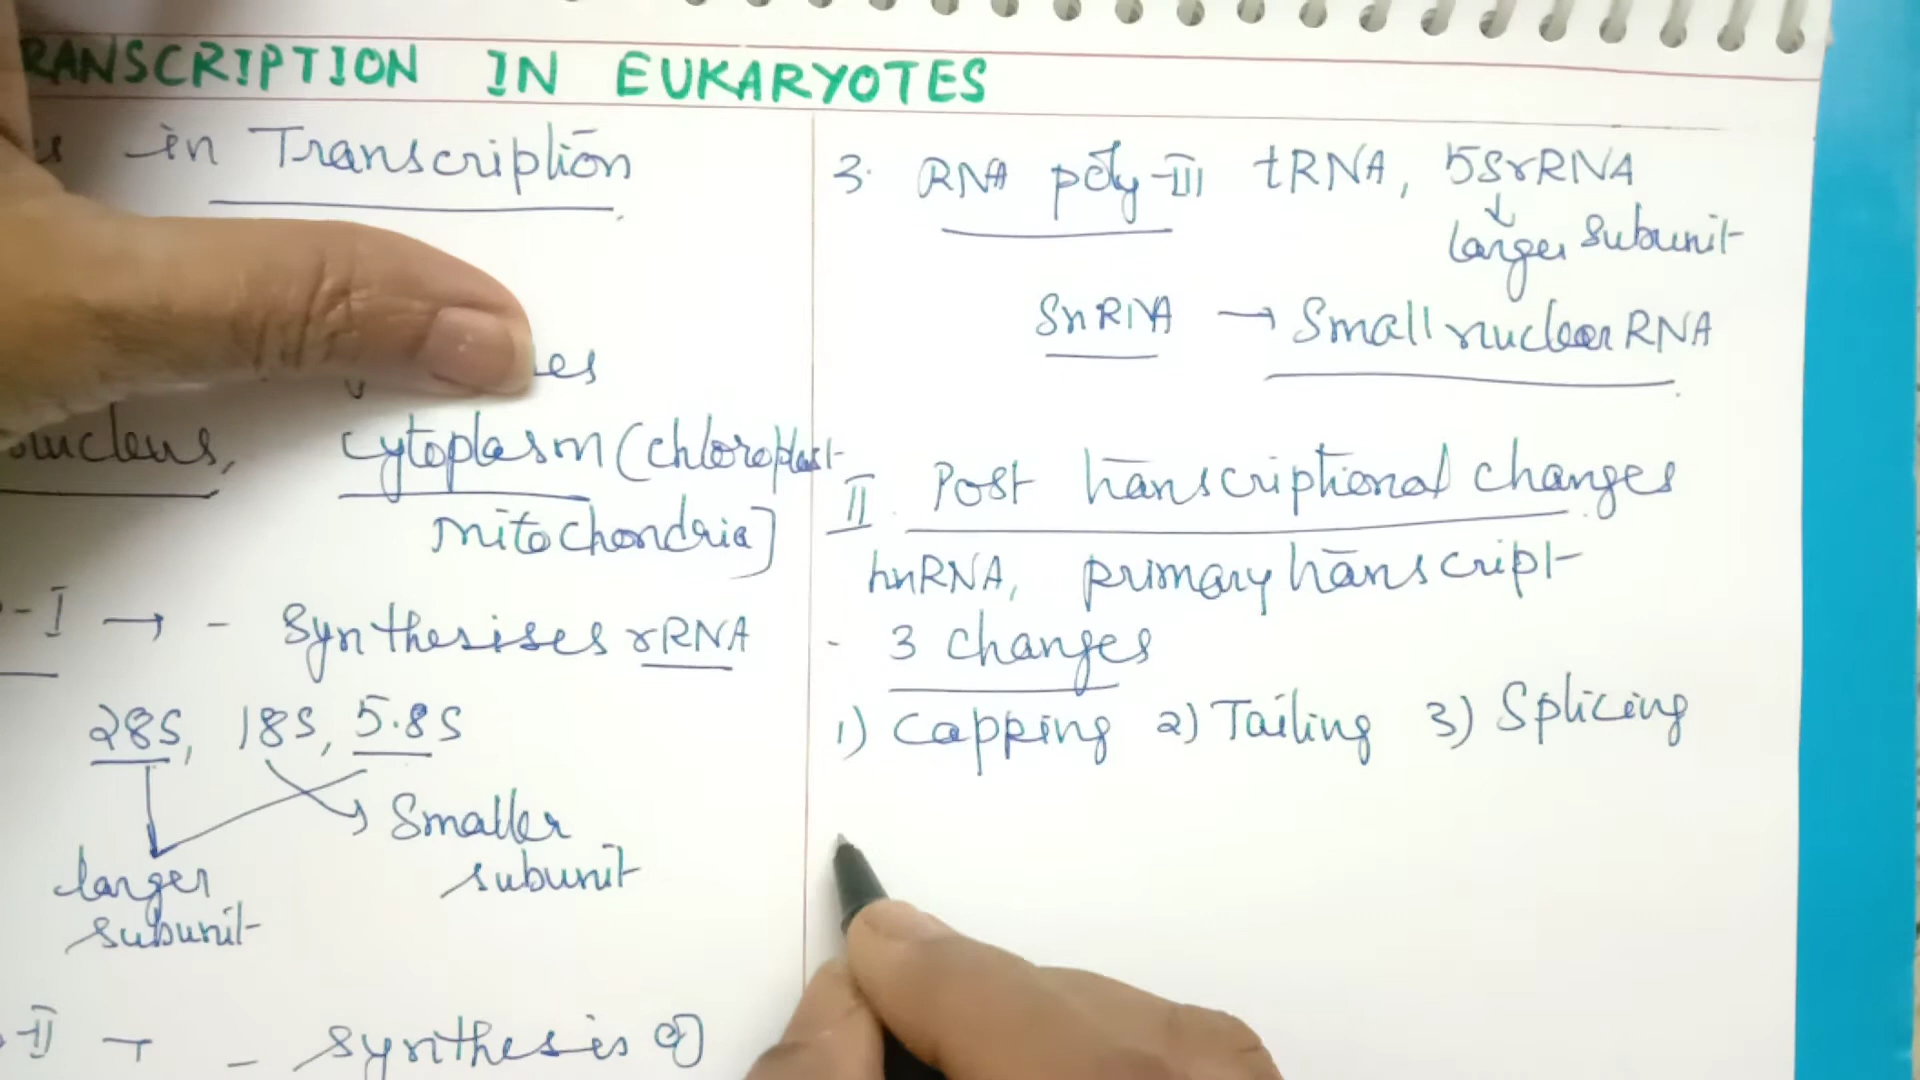 RANSCRIPTION IN EUKARYOTES
in Transcription
cytoplasm (chloroplast
mitochondria]
-I → - Synthesises rRNA
28S, 18S, 5.8S
Smaller
subunit
larger
subunit
-II → - synthesis of
3. RNA poly-III tRNA, 5SrRNA
↓
larger subunit
SnRNA → Small nuclear RNA
II. Post transcriptional changes
hnRNA, primary transcript
- 3 changes
1) Capping 2) Tailing 3) Splicing